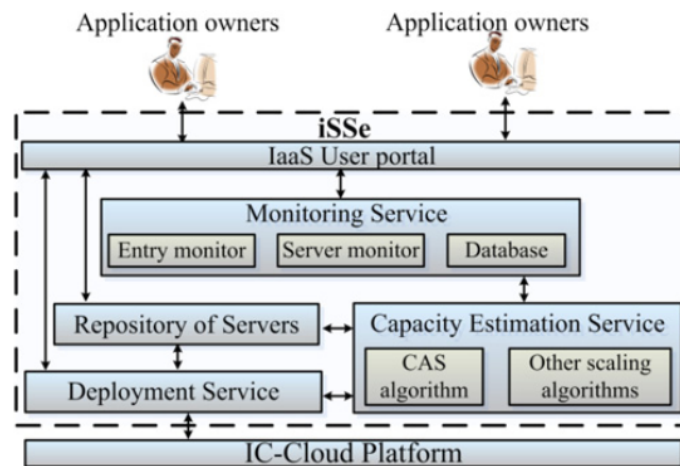 Application owners
Application owners
iSSe
IaaS User portal
Monitoring Service
Entry monitor
Server monitor
Database
Repository of Servers
Capacity Estimation Service
CAS
algorithm
Other scaling
algorithms
Deployment Service
IC-Cloud Platform